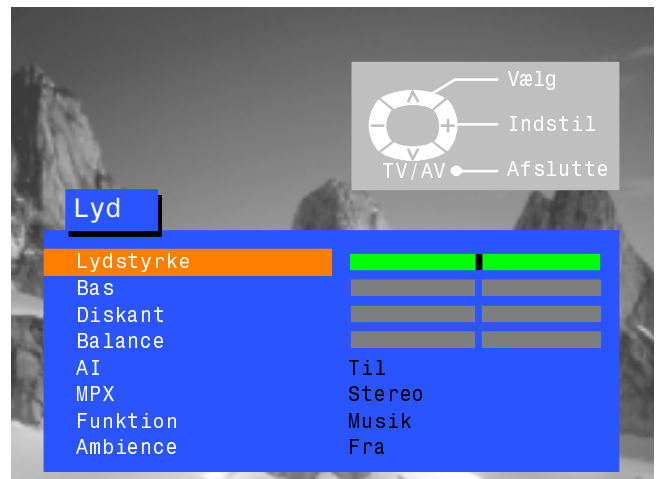 Vælg
Indstil
TV/AV Afslutte
Lyd
Lydstyrke
Bas
Diskant
Balance
AI Til
MPX Stereo
Funktion Musik
Ambience Fra